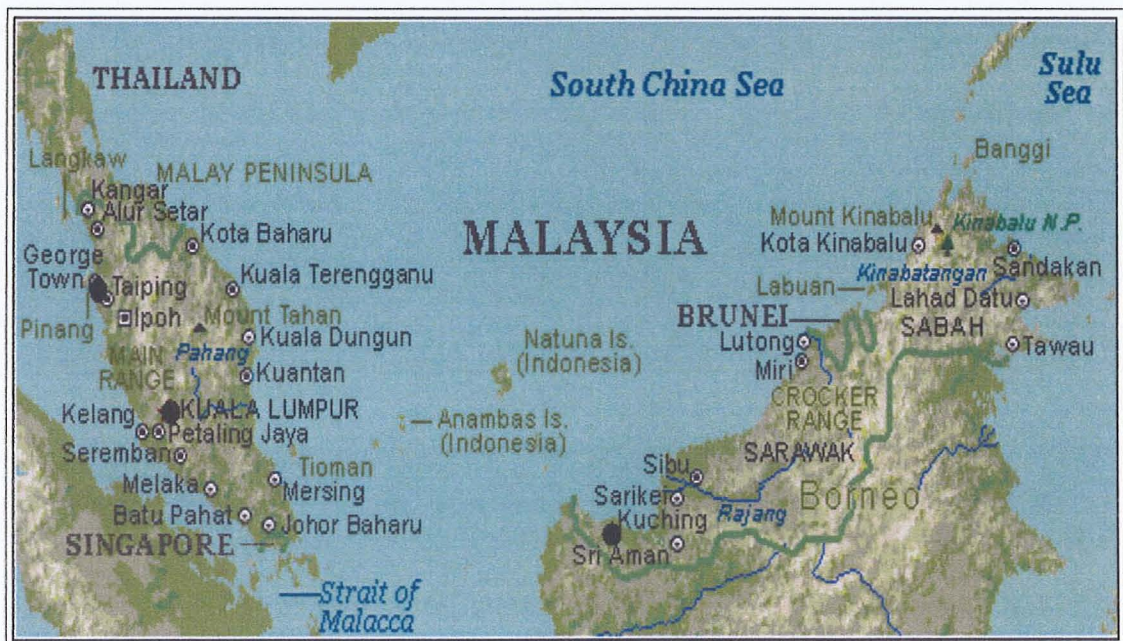 THAILAND
South China Sea
Sulu
Sea
Langkaw
MALAY PENINSULA
Banggi
Kangar
Alur Setar
Kota Baharu
MALAYSIA
Mount Kinabalu
Kinabalu N.P.
Kota Kinabalu
George
Town
Taiping
Kuala Terengganu
Kinabatangan
Sandakan
Labuan
Lahad Datu
Pinang
Ipoh
Mount Tahan
BRUNEI
SABAH
Kuala Dungun
Natuna Is.
(Indonesia)
Lutong
Tawau
MAIN
RANGE
Pahang
Kuantan
Miri
CROCKER
RANGE
Kelang
KUALA LUMPUR
Petaling Jaya
Anambas Is.
(Indonesia)
Seremban
SARAWAK
Tioman
Mersing
Sibu
Melaka
Sarikei
Borneo
Batu Pahat
Johor Baharu
Kuching
Rajang
SINGAPORE
Sri Aman
Strait of
Malacca